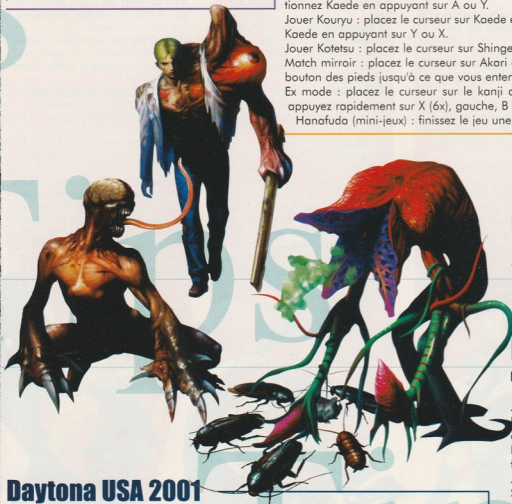 tionnez Kaede en appuyant sur A ou Y.
Jouer Kouryu : placez le curseur sur Kaede e
Kaede en appuyant sur Y ou X.
Jouer Kotetsu : placez le curseur sur Shinge
Match mirroir : placez le curseur sur Akari
bouton des pieds jusqu'à ce que vous enten
Ex mode : placez le curseur sur le kanji
appuyez rapidement sur X (6x), gauche, B
Hanafuda (mini-jeux) : finissez le jeu une
Tips
Daytona USA 2001